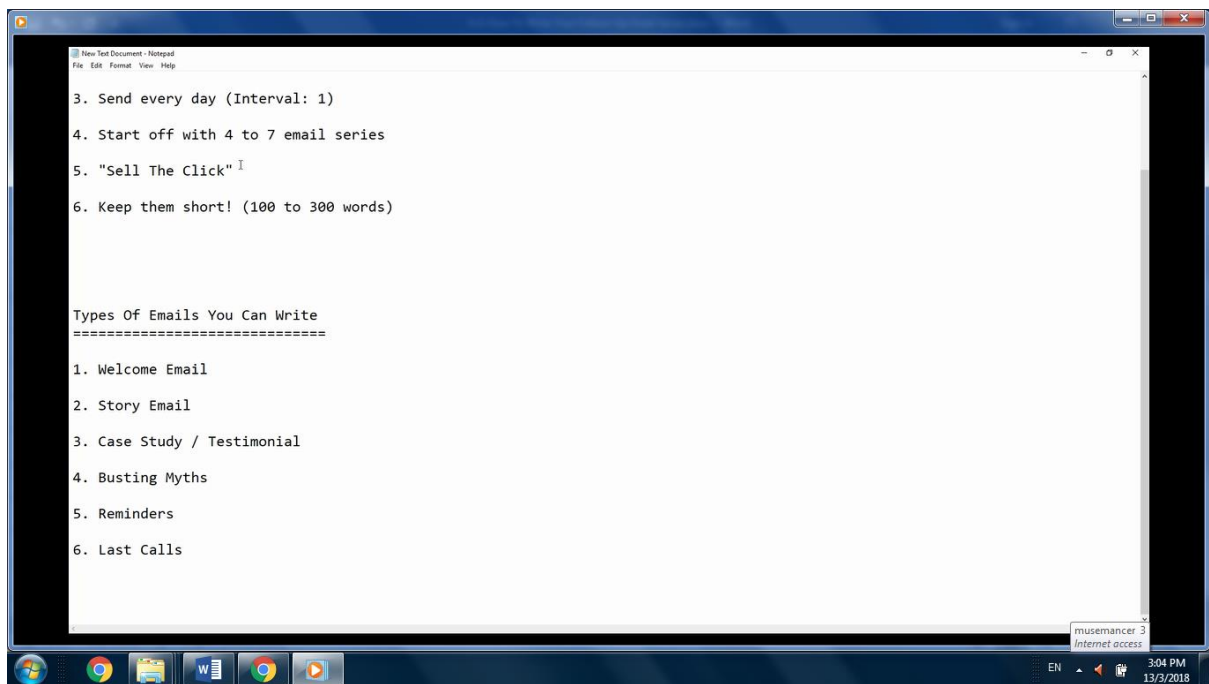 New Text Document - Notepad
File Edit Format View Help
3. Send every day (Interval: 1)
4. Start off with 4 to 7 email series
5. "Sell The Click"
6. Keep them short! (100 to 300 words)
Types Of Emails You Can Write
==============================
1. Welcome Email
2. Story Email
3. Case Study / Testimonial
4. Busting Myths
5. Reminders
6. Last Calls
musemancer 3
Internet access
EN
3:04 PM
13/3/2018